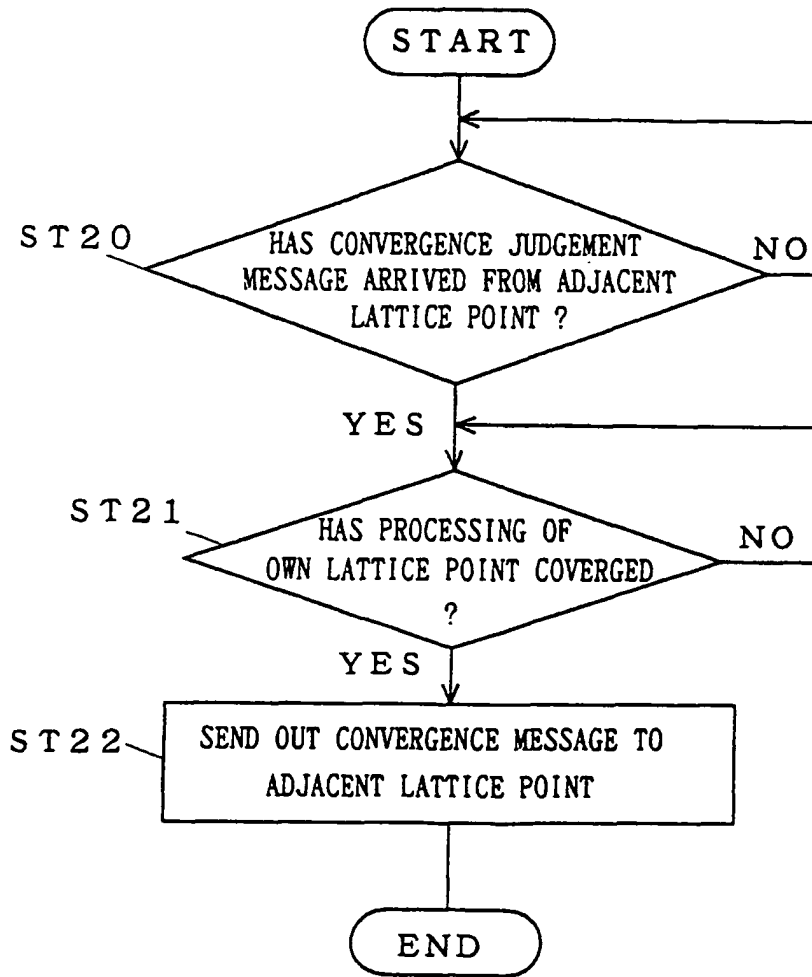 START
ST20
HAS CONVERGENCE JUDGEMENT
MESSAGE ARRIVED FROM ADJACENT
LATTICE POINT ?
NO
YES
ST21
HAS PROCESSING OF
OWN LATTICE POINT COVERGED
?
NO
YES
ST22
SEND OUT CONVERGENCE MESSAGE TO
ADJACENT LATTICE POINT
END